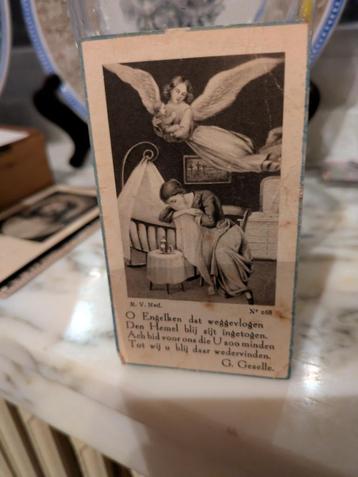 R. V. Ned.
N° 268
O Engelken dat weggevlogen
Den Hemel blij zijt ingetogen.
Ach bid voor ons die U zoo minden
Tot wij u blij daar wedervinden.
G. Gezelle.